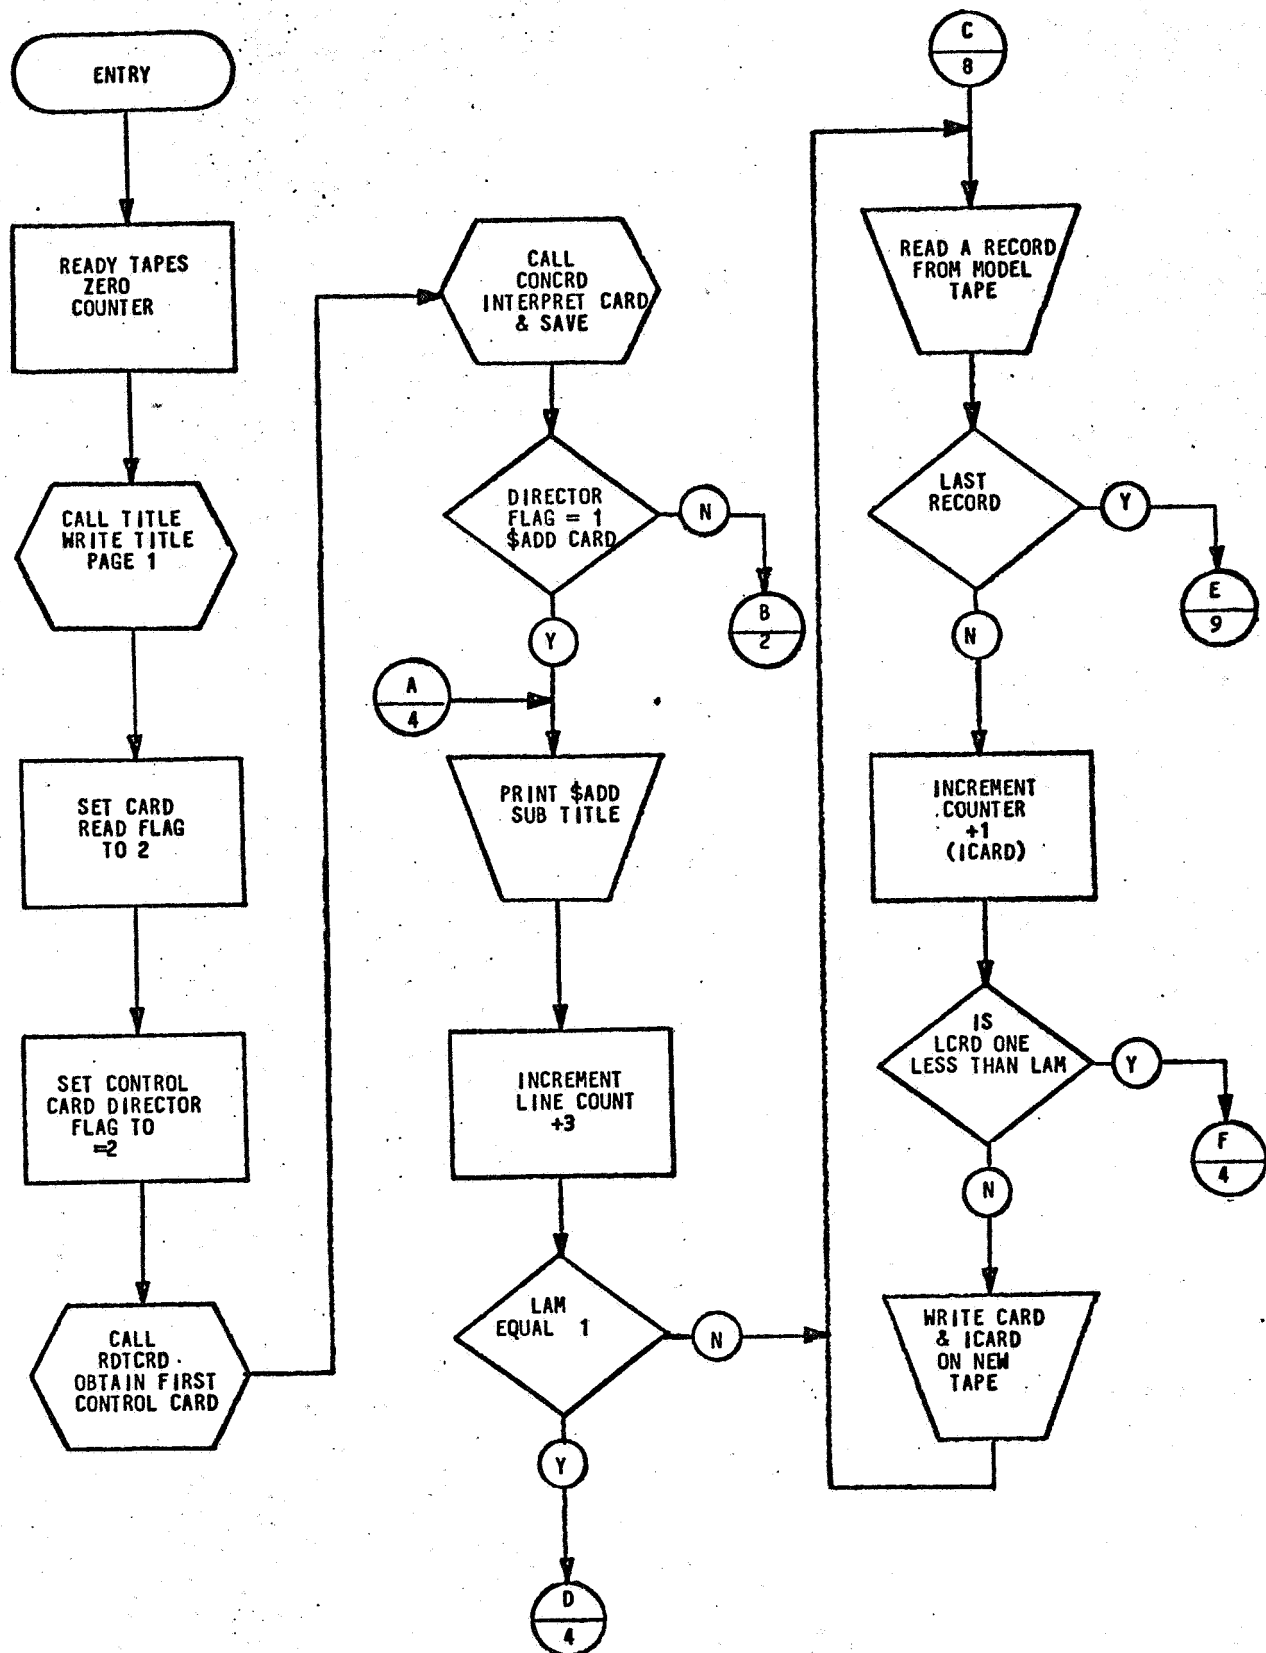 ENTRY
READY TAPES
ZERO
COUNTER
CALL TITLE
WRITE TITLE
PAGE 1
SET CARD
READ FLAG
TO 2
SET CONTROL
CARD DIRECTOR
FLAG TO
=2
CALL
RDTCRD
OBTAIN FIRST
CONTROL CARD
CALL
CONCRD
INTERPRET CARD
& SAVE
DIRECTOR
FLAG = 1
$ADD CARD
N
B
2
Y
A
4
PRINT $ADD
SUB TITLE
INCREMENT
LINE COUNT
+3
LAM
EQUAL 1
N
Y
D
4
C
8
READ A RECORD
FROM MODEL
TAPE
LAST
RECORD
Y
E
9
N
INCREMENT
COUNTER
+1
(ICARD)
IS
LCRD ONE
LESS THAN LAM
Y
F
4
N
WRITE CARD
& ICARD
ON NEW
TAPE